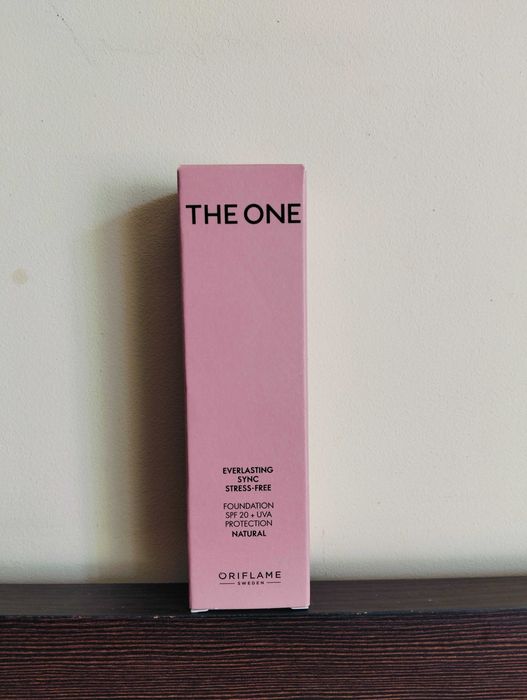 THE ONE
EVERLASTING
SYNC
STRESS-FREE
FOUNDATION
SPF 20 + UVA
PROTECTION
NATURAL
ORIFLAME
SWEDEN